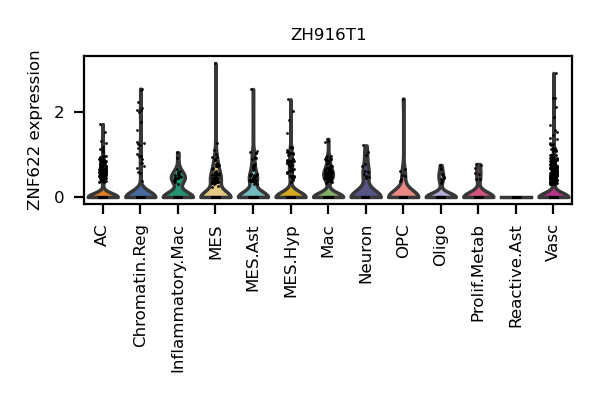 ZH916T1
ZNF622 expression
2
0
AC
Chromatin.Reg
Inflammatory.Mac
MES
MES.Ast
MES.Hyp
Mac
Neuron
OPC
Oligo
Prolif.Metab
Reactive.Ast
Vasc